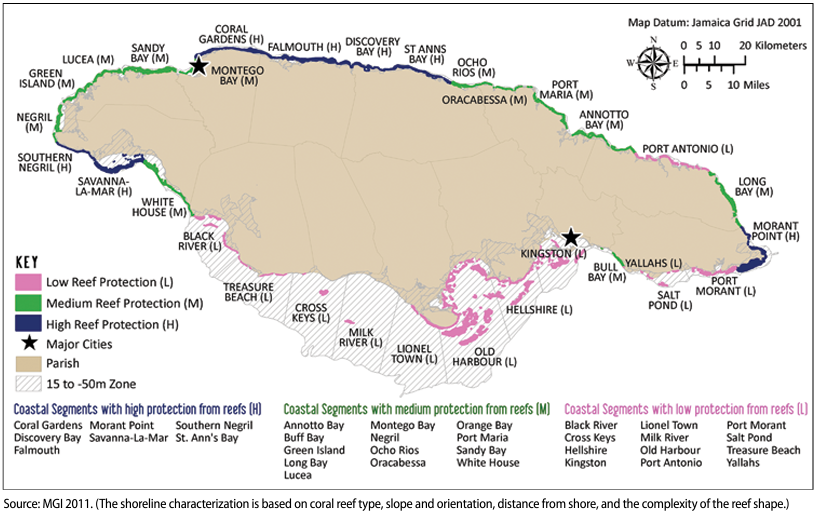 Map Datum: Jamaica Grid JAD 2001
N
W
E
S
0 5 10 20 Kilometers
0 5 10 Miles
CORAL
GARDENS (H)
FALMOUTH (H)
DISCOVERY
BAY (H)
ST ANNS
BAY (H)
OCHO
RIOS (M)
SANDY
BAY (M)
LUCEA (M)
GREEN
ISLAND (M)
MONTEGO
BAY (M)
ORACABESSA (M)
PORT
MARIA (M)
ANNOTTO
BAY (M)
NEGRIL
(M)
PORT ANTONIO (L)
SOUTHERN
NEGRIL (H)
SAVANNA-
LA-MAR (H)
LONG
BAY (M)
WHITE
HOUSE (M)
MORANT
POINT (H)
BLACK
RIVER (L)
KINGSTON (L)
BULL
BAY (M)
YALLAHS (L)
TREASURE
BEACH (L)
SALT
POND (L)
PORT
MORANT (L)
CROSS
KEYS (L)
HELLSHIRE (L)
MILK
RIVER (L)
LIONEL
TOWN (L)
OLD
HARBOUR (L)
KEY
Low Reef Protection (L)
Medium Reef Protection (M)
High Reef Protection (H)
Major Cities
Parish
15 to -50m Zone
Coastal Segments with high protection from reefs (H)
Coral Gardens Morant Point Southern Negril
Discovery Bay Savanna-La-Mar St. Ann's Bay
Falmouth
Coastal Segments with medium protection from reefs (M)
Annotto Bay Montego Bay Orange Bay
Buff Bay Negril Port Maria
Green Island Ocho Rios Sandy Bay
Long Bay Oracabessa White House
Lucea
Coastal Segments with low protection from reefs (L)
Black River Lionel Town Port Morant
Cross Keys Milk River Salt Pond
Hellshire Old Harbour Treasure Beach
Kingston Port Antonio Yallahs
Source: MGI 2011. (The shoreline characterization is based on coral reef type, slope and orientation, distance from shore, and the complexity of the reef shape.)